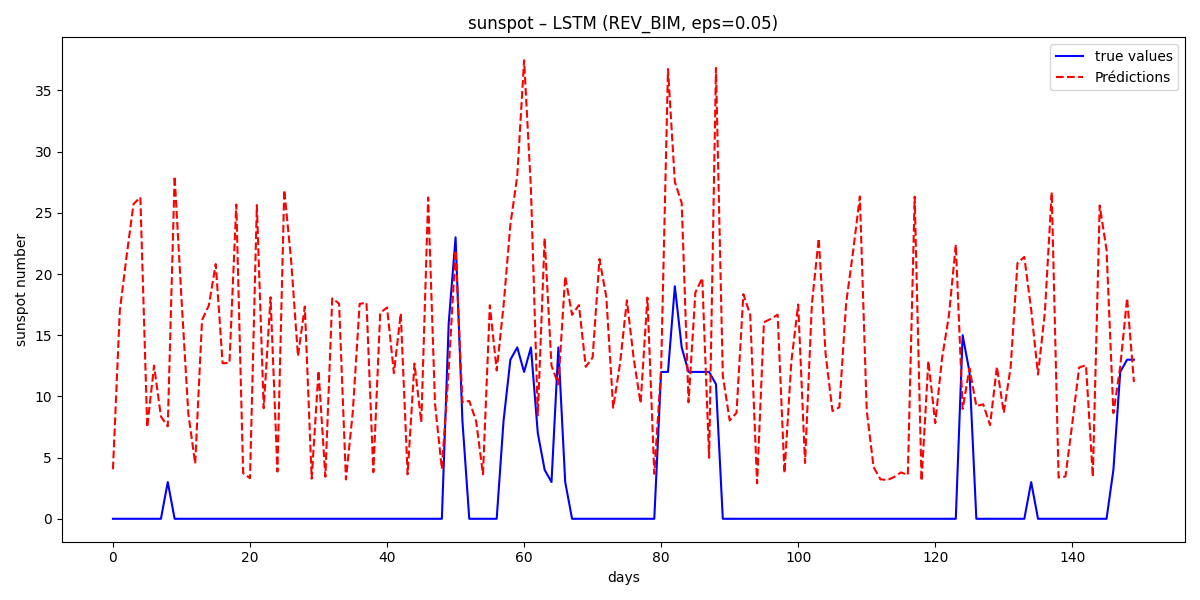 sunspot – LSTM (REV_BIM, eps=0.05)
true values
Prédictions
sunspot number
35
30
25
20
15
10
5
0
0 20 40 60 80 100 120 140
days